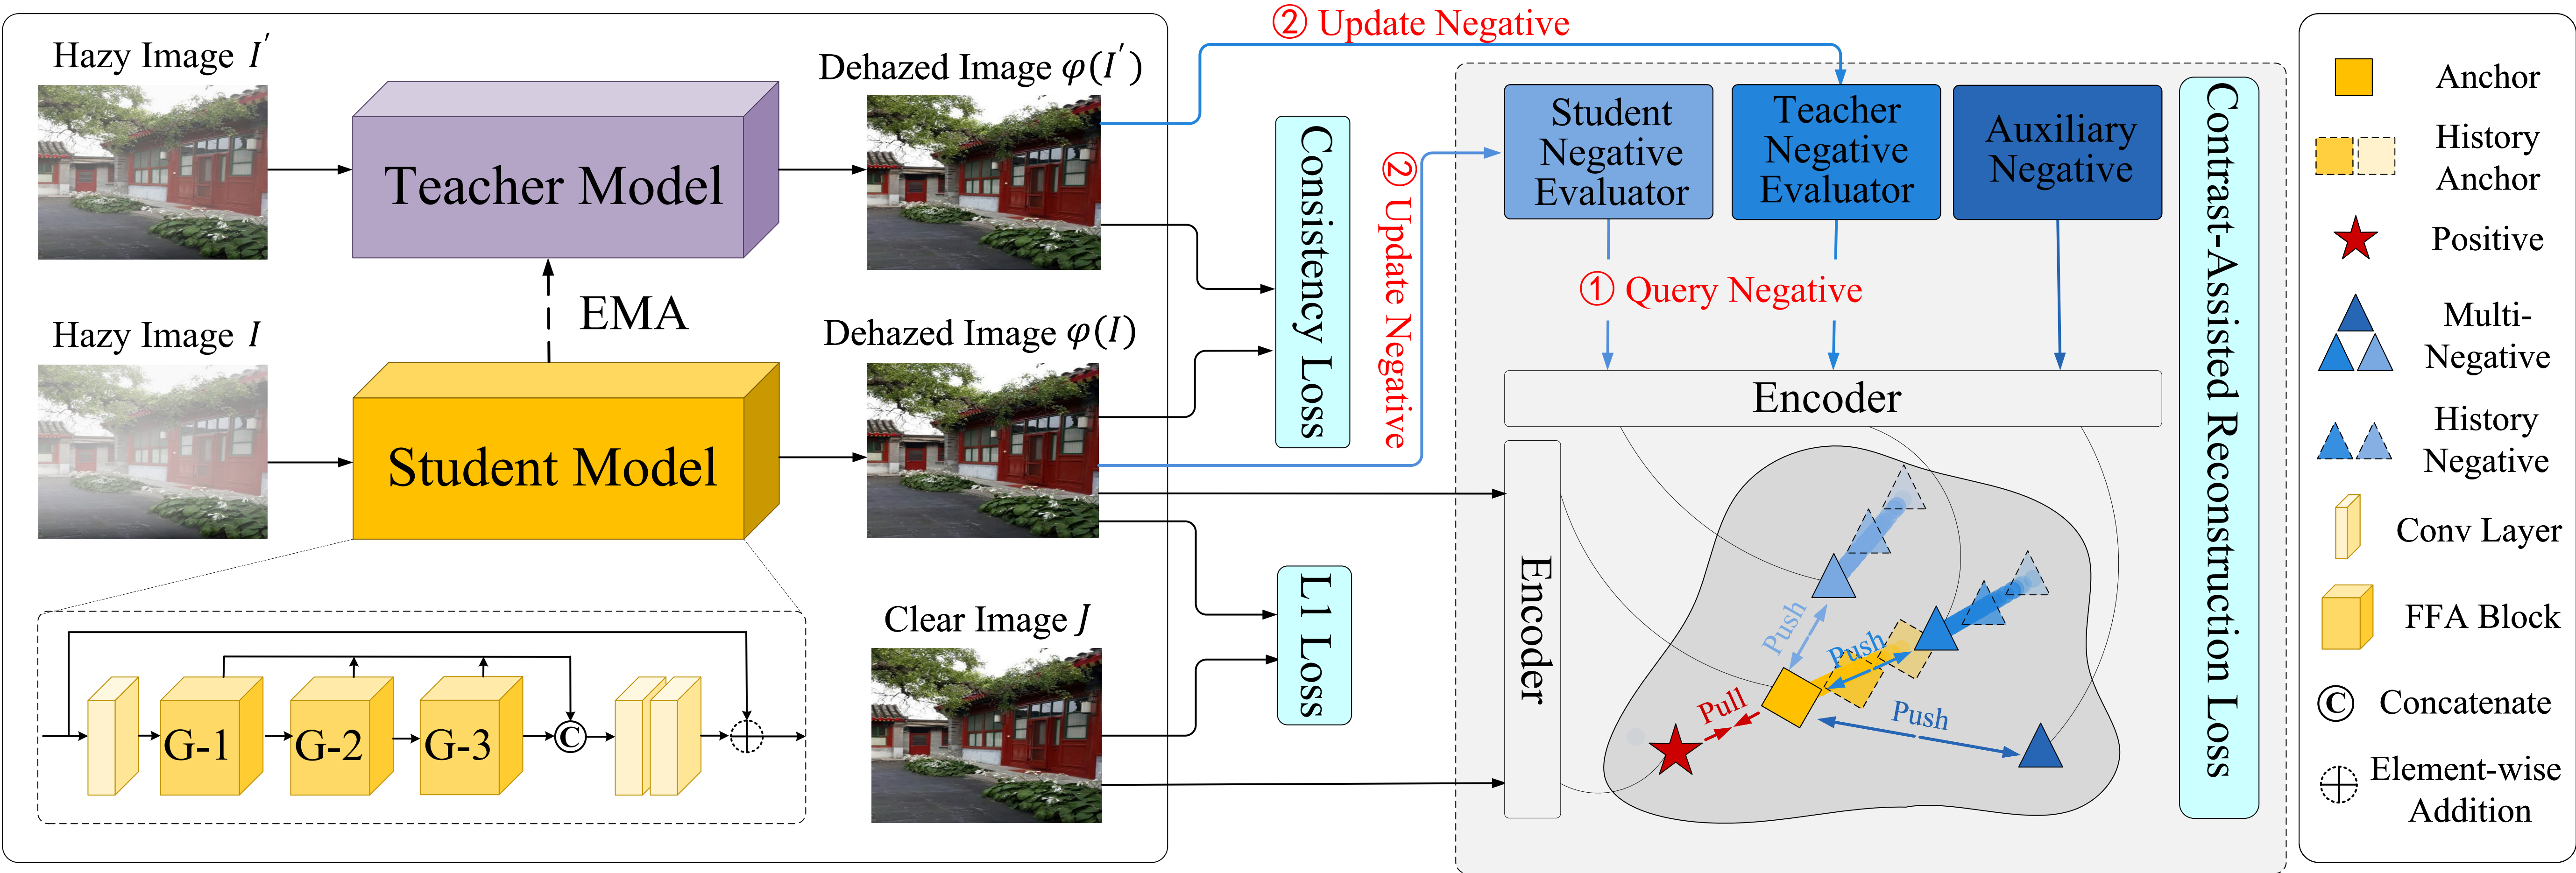 Hazy Image I′
Teacher Model
Dehazed Image φ(I′)
EMA
Hazy Image I
Student Model
Dehazed Image φ(I)
G-1
G-2
G-3
C
Clear Image J
Consistency Loss
L1 Loss
② Update Negative
② Update Negative
Student
Negative
Evaluator
Teacher
Negative
Evaluator
Auxiliary
Negative
① Query Negative
Encoder
Encoder
Push
Push
Push
Pull
Contrast-Assisted Reconstruction Loss
Anchor
History
Anchor
Positive
Multi-
Negative
History
Negative
Conv Layer
FFA Block
C
Concatenate
Element-wise
Addition